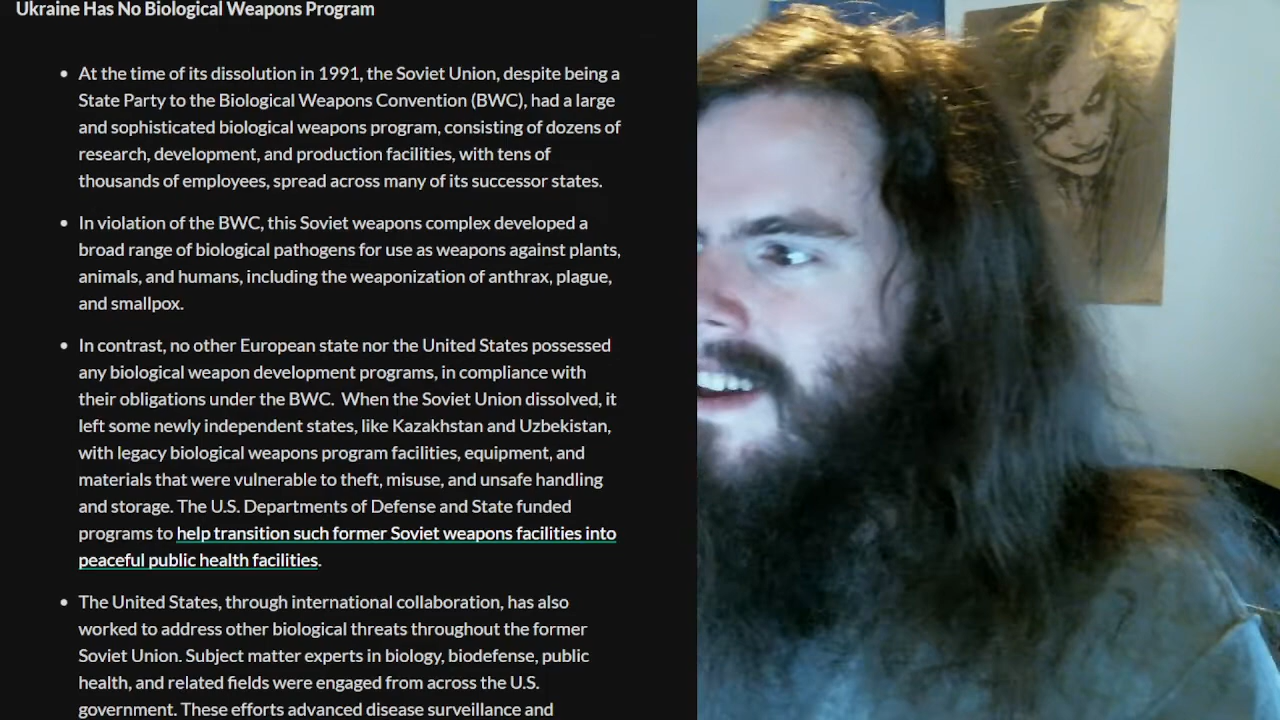 Ukraine Has No Biological Weapons Program
At the time of its dissolution in 1991, the Soviet Union, despite being a
State Party to the Biological Weapons Convention (BWC), had a large
and sophisticated biological weapons program, consisting of dozens of
research, development, and production facilities, with tens of
thousands of employees, spread across many of its successor states.
In violation of the BWC, this Soviet weapons complex developed a
broad range of biological pathogens for use as weapons against plants,
animals, and humans, including the weaponization of anthrax, plague,
and smallpox.
In contrast, no other European state nor the United States possessed
any biological weapon development programs, in compliance with
their obligations under the BWC.  When the Soviet Union dissolved, it
left some newly independent states, like Kazakhstan and Uzbekistan,
with legacy biological weapons program facilities, equipment, and
materials that were vulnerable to theft, misuse, and unsafe handling
and storage. The U.S. Departments of Defense and State funded
programs to help transition such former Soviet weapons facilities into
peaceful public health facilities.
The United States, through international collaboration, has also
worked to address other biological threats throughout the former
Soviet Union. Subject matter experts in biology, biodefense, public
health, and related fields were engaged from across the U.S.
government. These efforts advanced disease surveillance and